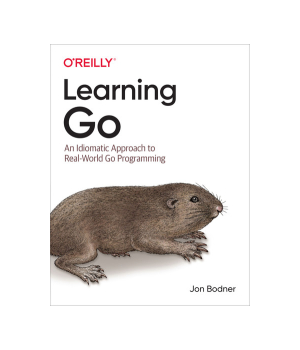 O'REILLY®
Learning
Go
An Idiomatic Approach to
Real-World Go Programming
Jon Bodner